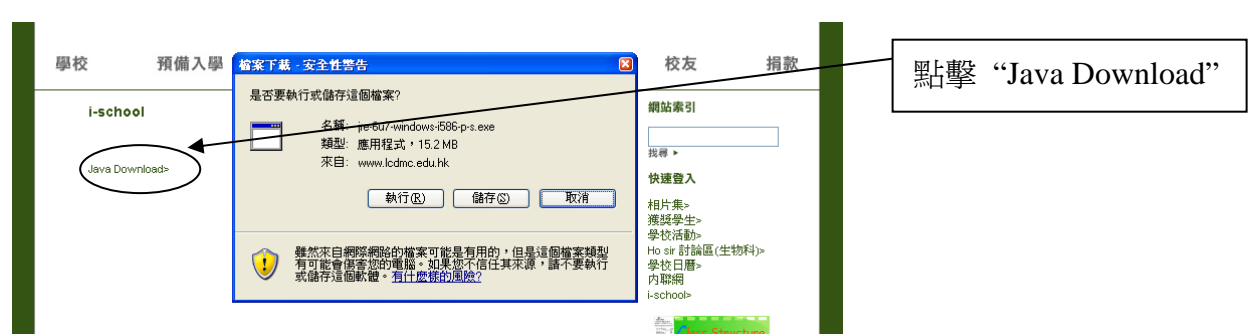 學校
預備入學
校友
捐款
檔案下載 - 安全性警告
點擊 “Java Download”
i-school
Java Download>
是否要執行或儲存這個檔案?
名稱: jre-6u7-windows-i586-p-s.exe
類型: 應用程式,15.2 MB
來自: www.lcdmc.edu.hk
執行(R)
儲存(S)
取消
雖然來自網際網路的檔案可能是有用的,但是這個檔案類型
有可能會傷害您的電腦。如果您不信任其來源,請不要執行
或儲存這個軟體。有什麼樣的風險?
網站索引
找尋
快速登入
相片集>
獲獎學生>
學校活動>
Ho sir 討論區(生物科)>
學校日曆>
內聯網
i-school>
Class Structure